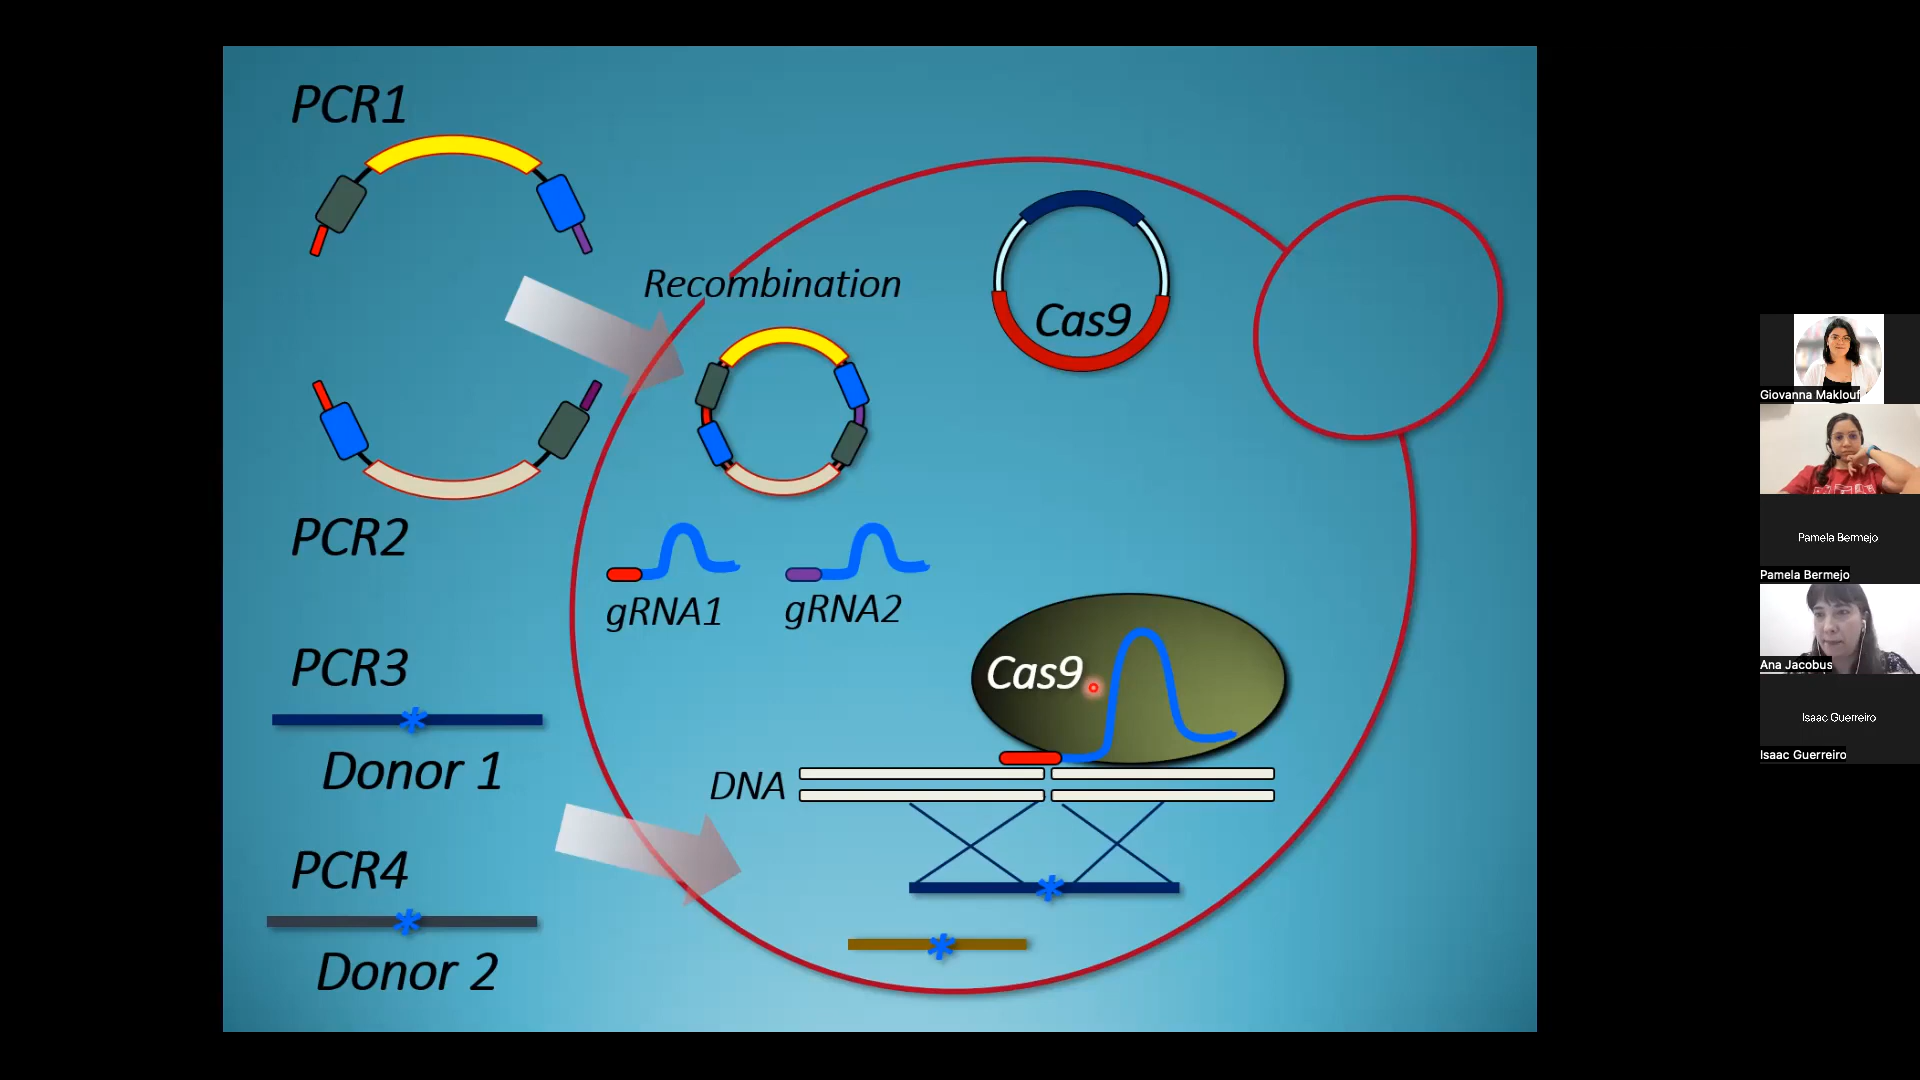 PCR1
Recombination
Cas9
PCR2
gRNA1
gRNA2
PCR3
Donor 1
Cas9
DNA
PCR4
Donor 2
Giovanna Maklouf
Pamela Bermejo
Pamela Bermejo
Ana Jacobus
Isaac Guerreiro
Isaac Guerreiro